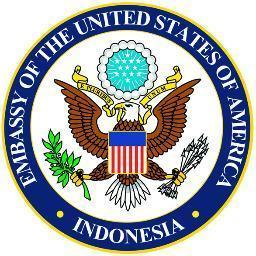 EMBASSY OF THE UNITED STATES OF AMERICA
INDONESIA